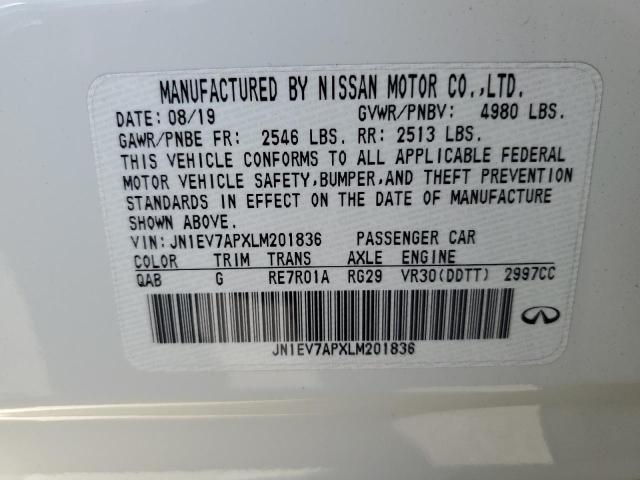 MANUFACTURED BY NISSAN MOTOR CO.,LTD.
DATE: 08/19 GVWR/PNBV: 4980 LBS.
GAWR/PNBE FR: 2546 LBS. RR: 2513 LBS.
THIS VEHICLE CONFORMS TO ALL APPLICABLE FEDERAL
MOTOR VEHICLE SAFETY,BUMPER,AND THEFT PREVENTION
STANDARDS IN EFFECT ON THE DATE OF MANUFACTURE
SHOWN ABOVE.
VIN: JN1EV7APXLM201836 PASSENGER CAR
COLOR TRIM TRANS AXLE ENGINE
QAB G RE7R01A RG29 VR30(DDTT) 2997CC
JN1EV7APXLM201836